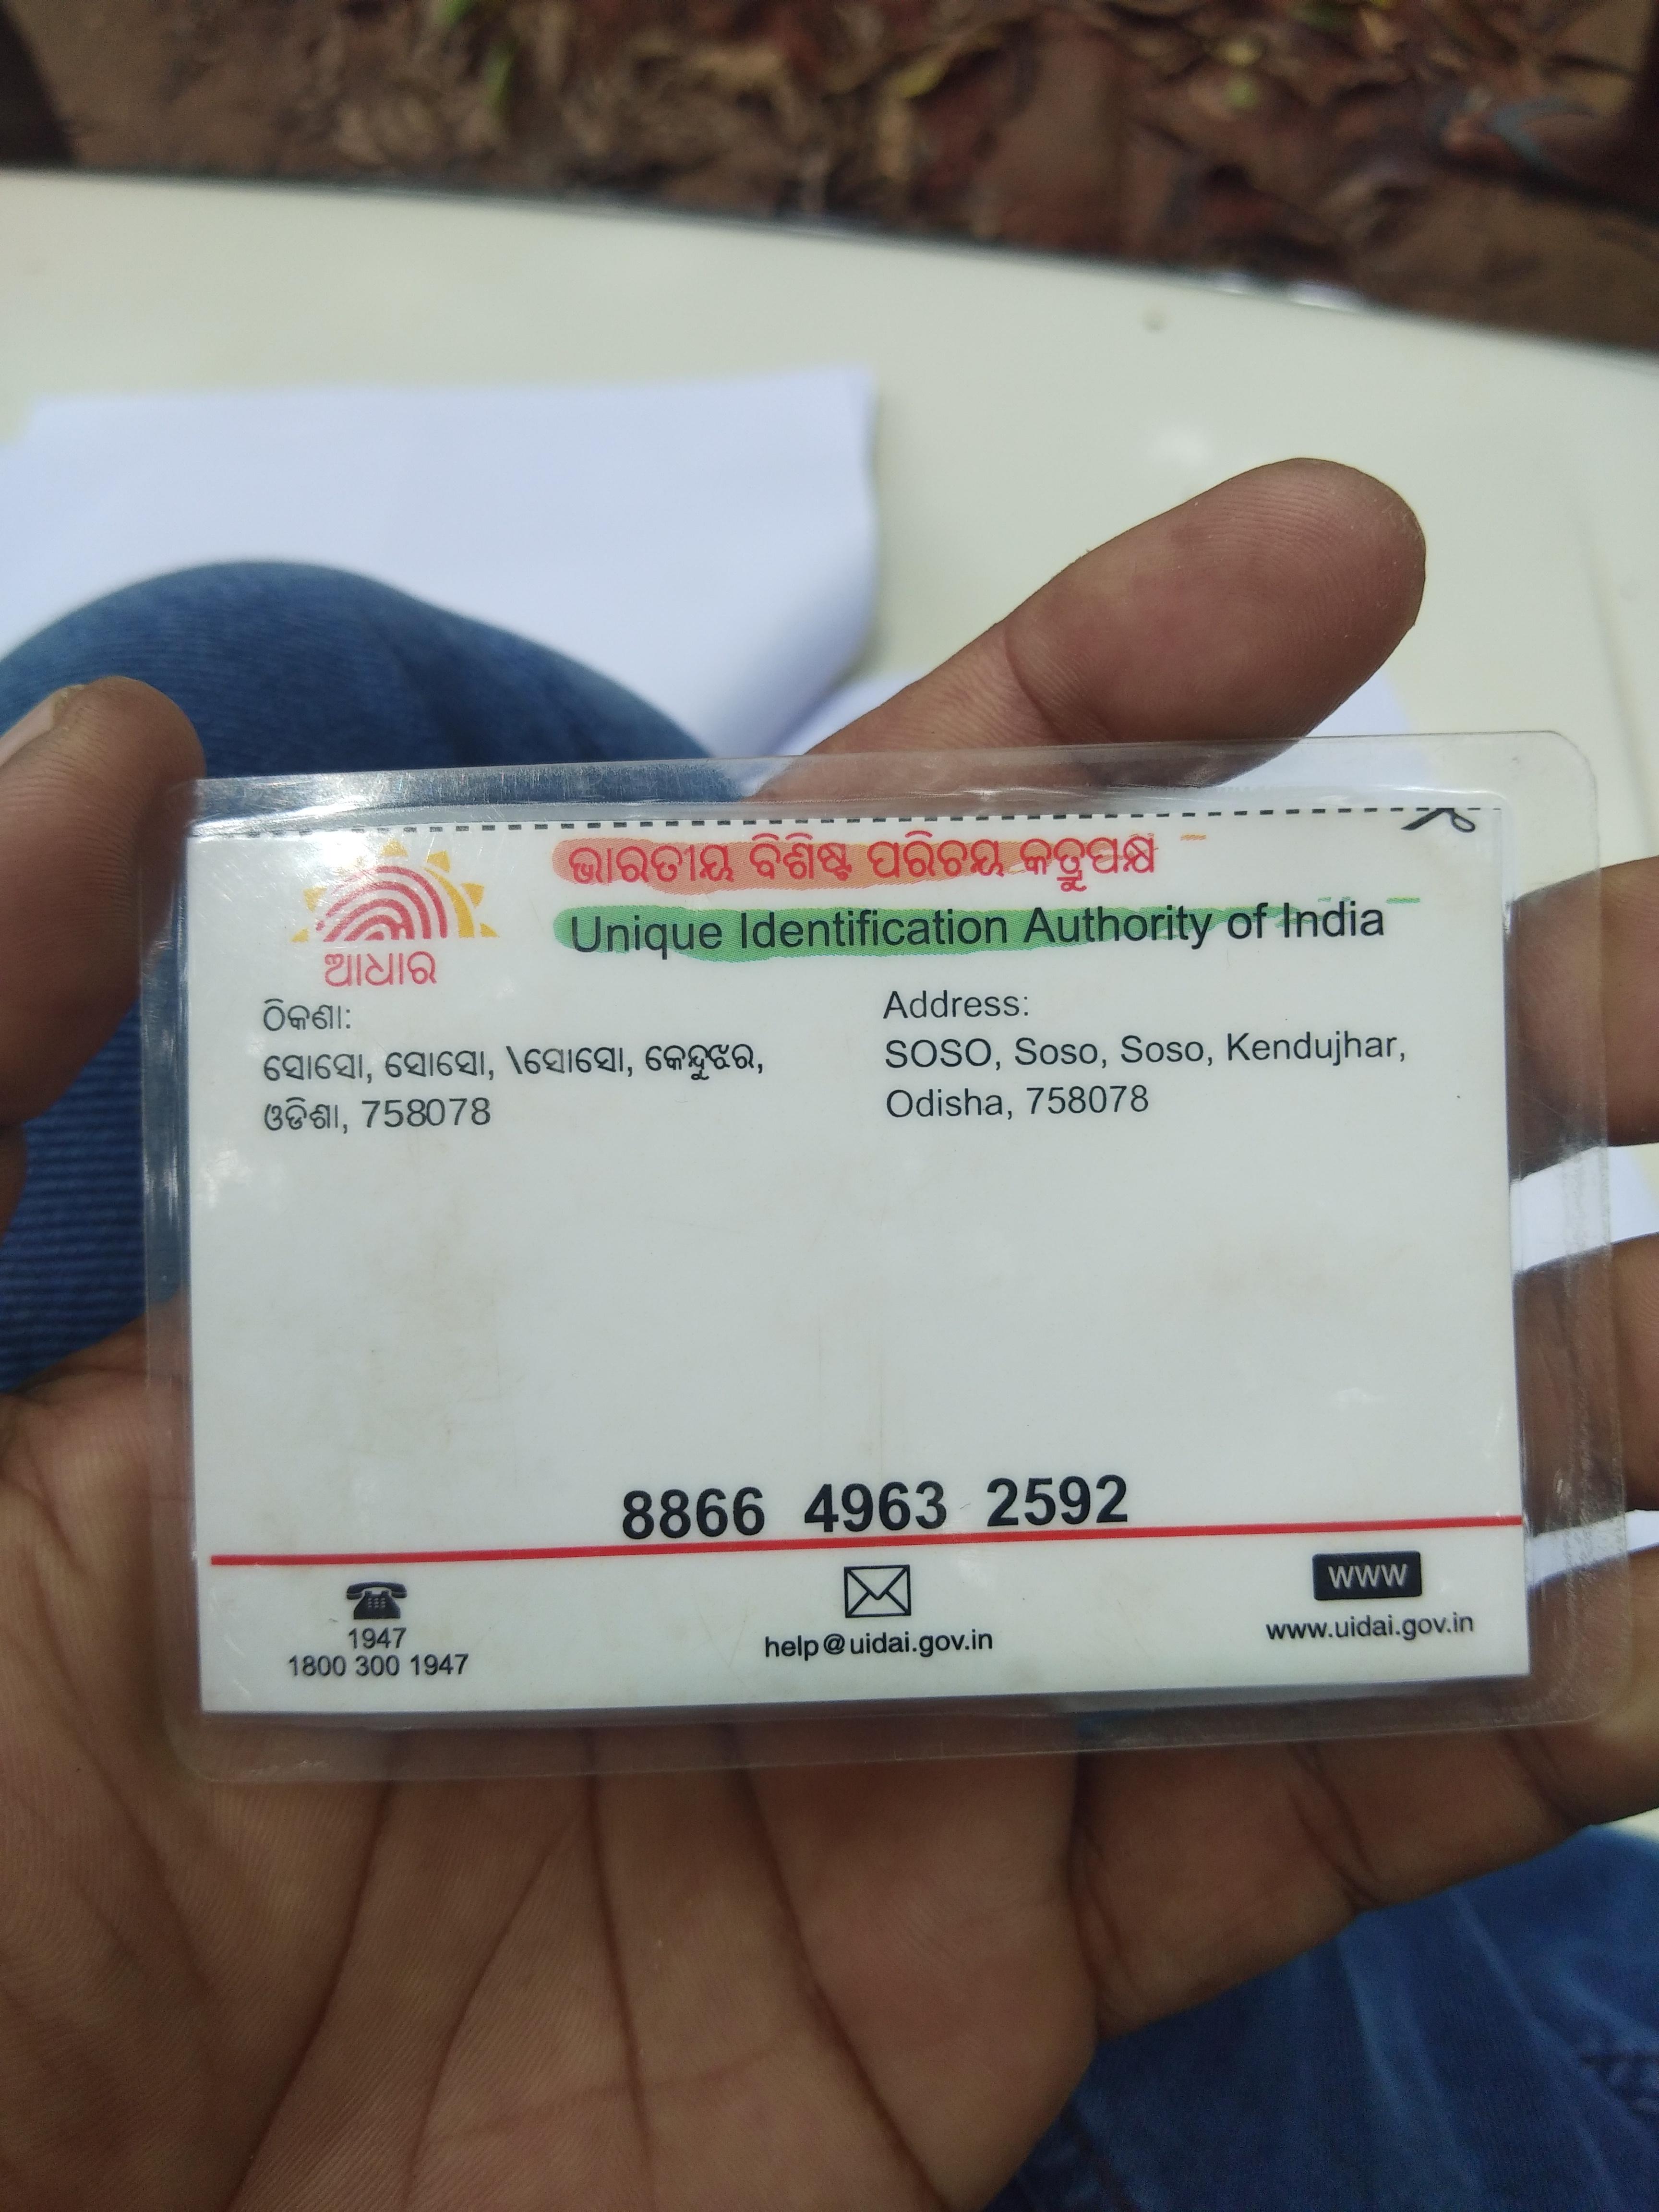 ଭାରତୀୟ ବିଶିଷ୍ଟ ପରିଚୟ କତ୍ରୁପକ୍ଷ
Unique Identification Authority of India
ଆଧାର
ଠିକଣା:
ସୋସୋ, ସୋସୋ, \ସୋସୋ, କେନ୍ଦୁଝର,
ଓଡିଶା, 758078
Address:
SOSO, Soso, Soso, Kendujhar,
Odisha, 758078
8866 4963 2592
1947
1800 300 1947
help@uidai.gov.in
WWW
www.uidai.gov.in